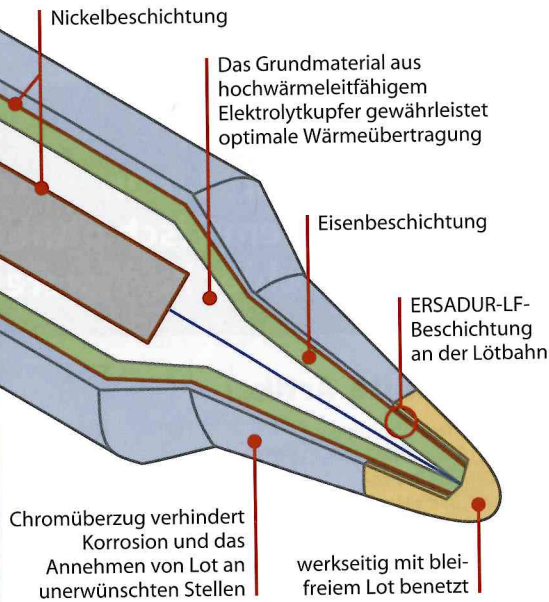 Nickelbeschichtung
Das Grundmaterial aus
hochwärmeleitfähigem
Elektrolytkupfer gewährleistet
optimale Wärmeübertragung
Eisenbeschichtung
ERSADUR-LF-
Beschichtung
an der Lötbahn
Chromüberzug verhindert
Korrosion und das
Annehmen von Lot an
unerwünschten Stellen
werkseitig mit blei-
freiem Lot benetzt